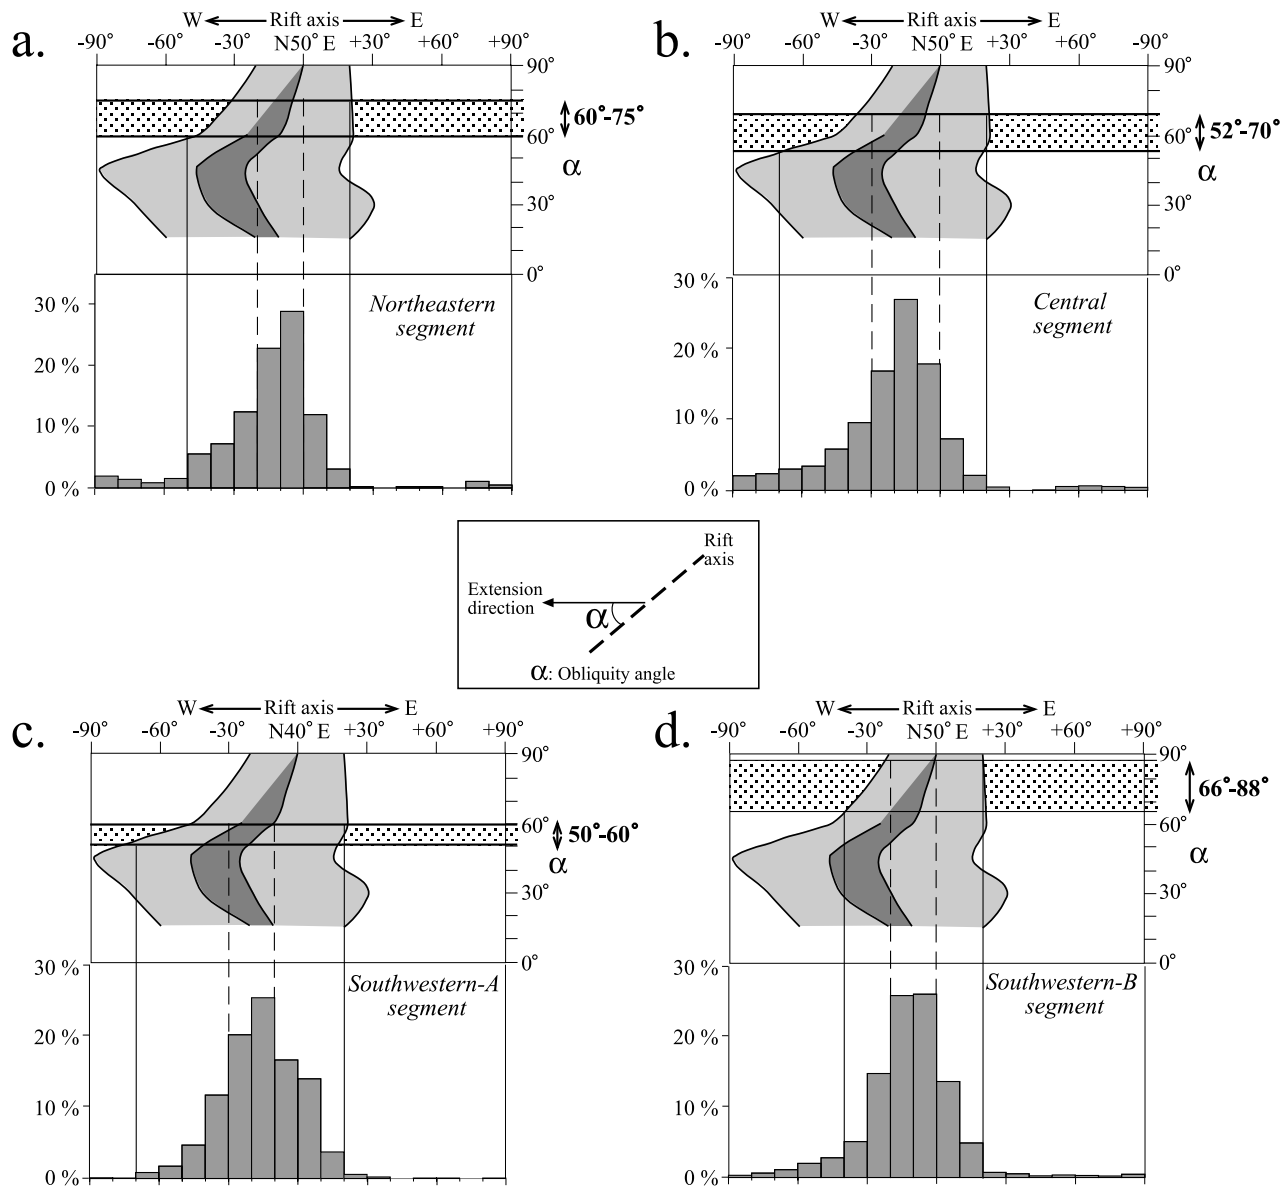 a.
W Rift axis E
-90° -60° -30° N50° E +30° +60° +90°
90°
60°-75°
60°
α
30°
0°
30 %
20 %
10 %
0 %
Northeastern
segment
b.
W Rift axis E
-90° -60° -30° N50° E +30° +60° -90°
90°
60°
52°-70°
α
30°
0°
30 %
20 %
10 %
0 %
Central
segment
Rift
axis
Extension
direction
α
α: Obliquity angle
c.
W Rift axis E
-90° -60° -30° N40° E +30° +60° +90°
90°
60°
50°-60°
α
30°
0°
30 %
20 %
10 %
0 %
Southwestern-A
segment
d.
W Rift axis E
-90° -60° -30° N50° E +30° +60° +90°
90°
66°-88°
60°
α
30°
0°
30 %
20 %
10 %
0 %
Southwestern-B
segment